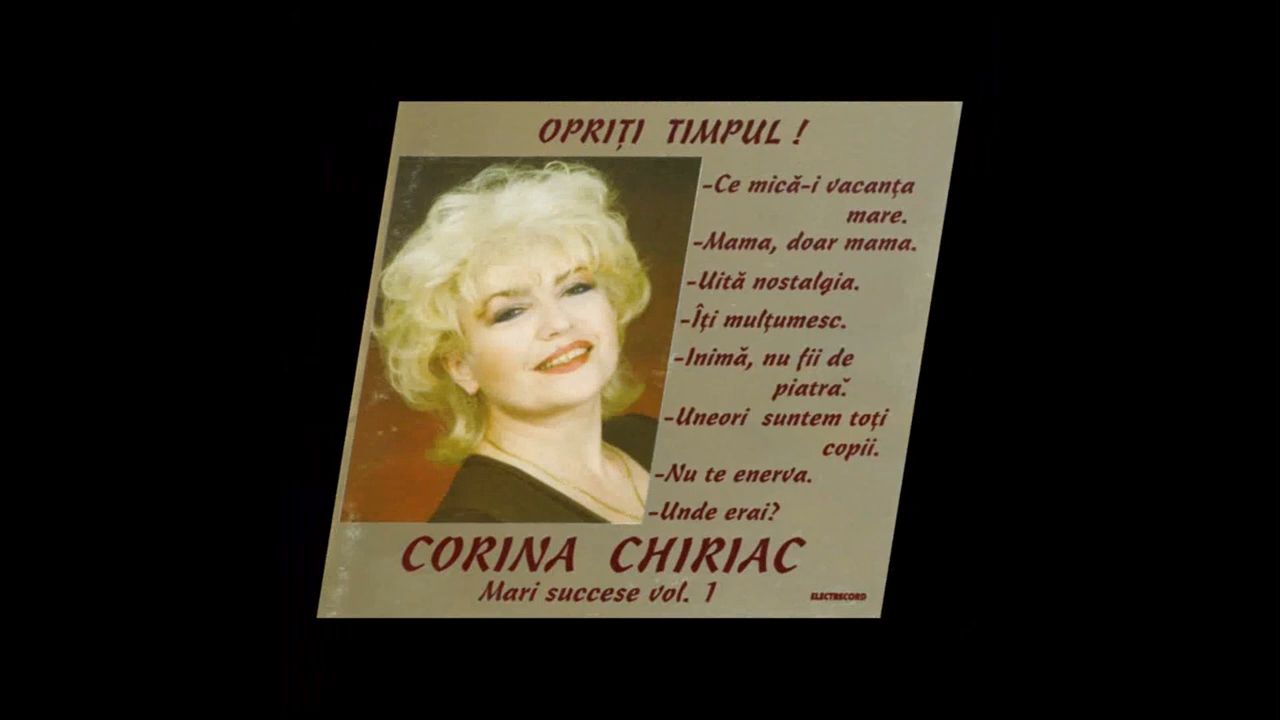 OPRIȚI TIMPUL !
-Ce mică-i vacanța
mare.
-Mama, doar mama.
-Uită nostalgia.
-Îți mulțumesc.
-Inimă, nu fii de
piatră.
-Uneori suntem toți
copii.
-Nu te enerva.
-Unde erai?
CORINA CHIRIAC
Mari succese vol. 1
ELECTRECORD